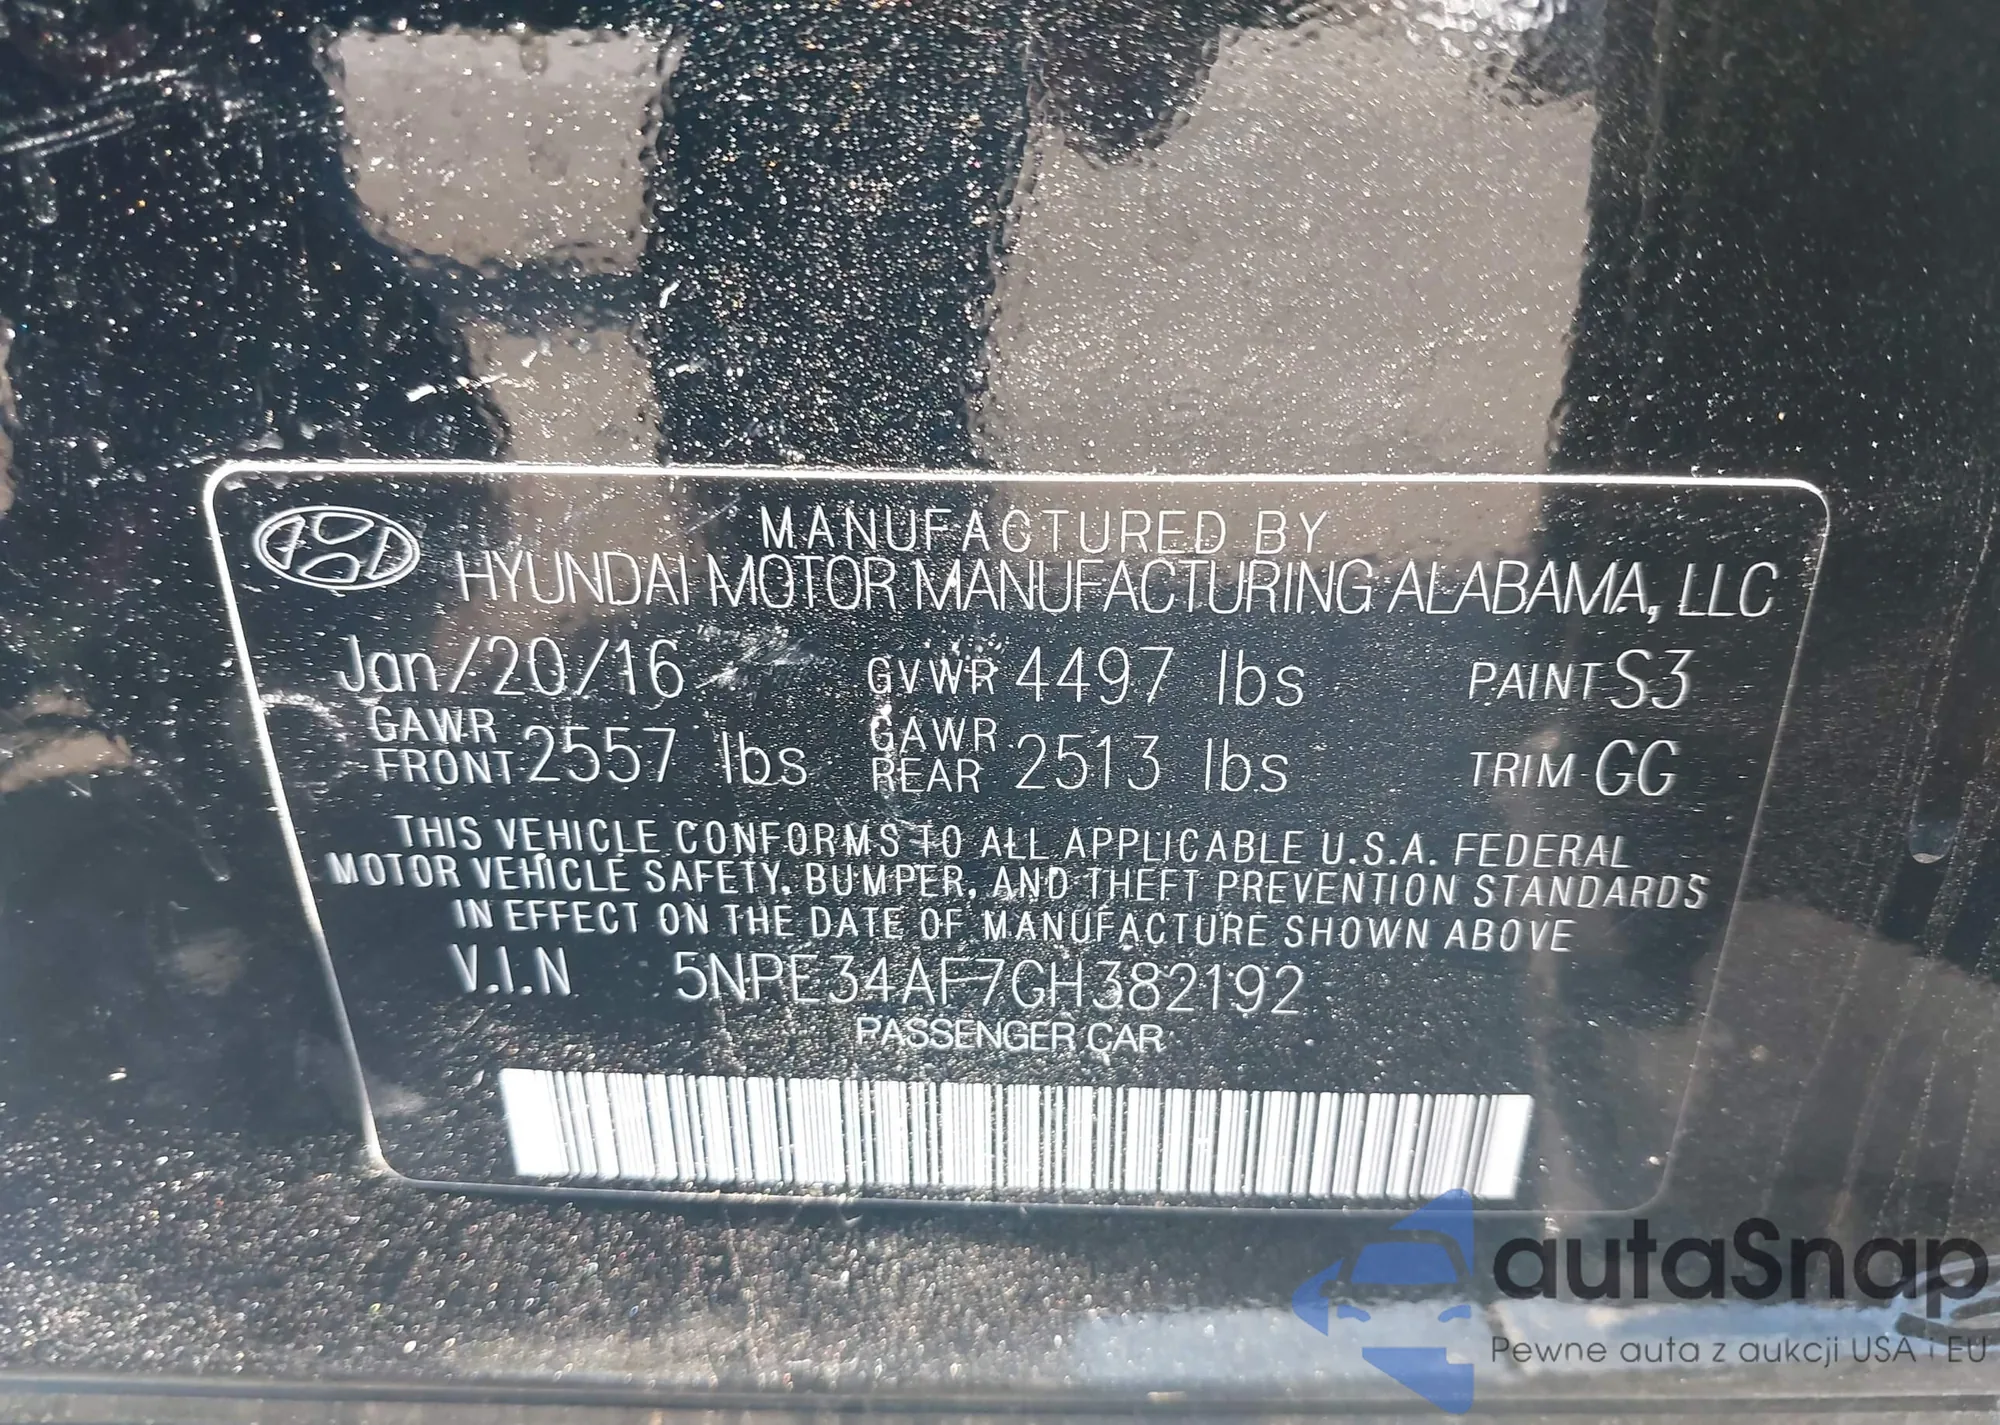 MANUFACTURED BY
HYUNDAI MOTOR MANUFACTURING ALABAMA, LLC
Jan/20/16 GVWR 4497 lbs PAINT S3
GAWR FRONT 2557 lbs GAWR REAR 2513 lbs TRIM GG
THIS VEHICLE CONFORMS TO ALL APPLICABLE U.S.A. FEDERAL
MOTOR VEHICLE SAFETY, BUMPER, AND THEFT PREVENTION STANDARDS
IN EFFECT ON THE DATE OF MANUFACTURE SHOWN ABOVE
V.I.N 5NPE34AF7GH382192
PASSENGER CAR
autaSnap
Pewne auta z aukcji USA i EU